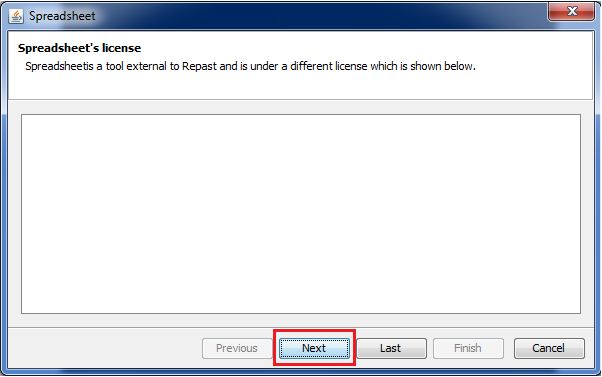 Spreadsheet
Spreadsheet's license
Spreadsheetis a tool external to Repast and is under a different license which is shown below.
Previous Next Last Finish Cancel